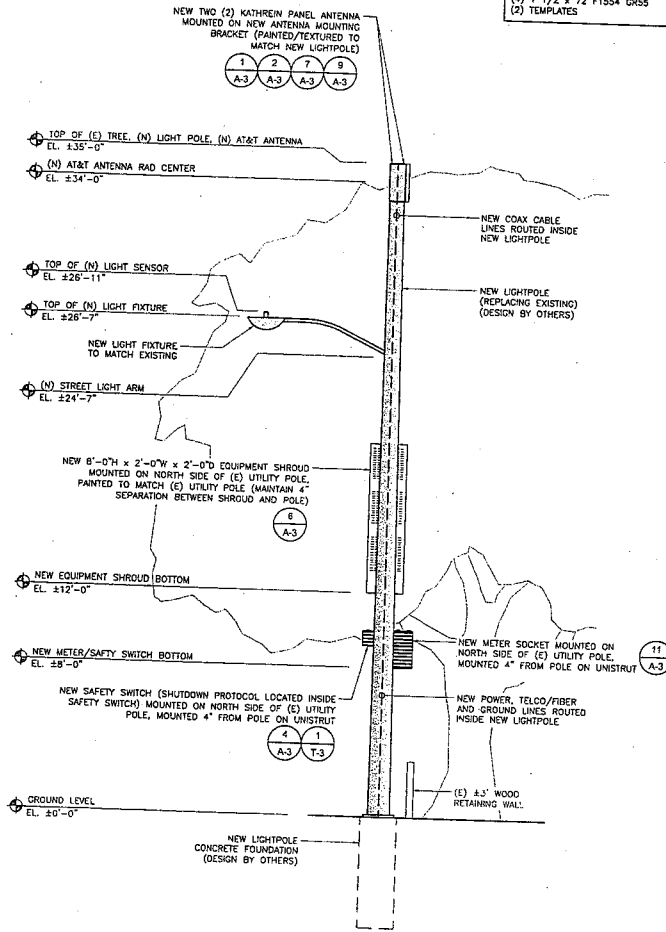 (2) TEMPLATES
NEW TWO (2) KATHREIN PANEL ANTENNA
MOUNTED ON NEW ANTENNA MOUNTING
BRACKET (PAINTED/TEXTURED TO
MATCH NEW LIGHTPOLE)
1 2 7 9
A-3 A-3 A-3 A-3
TOP OF (E) TREE, (N) LIGHT POLE, (N) AT&T ANTENNA
EL. ±35'-0"
(N) AT&T ANTENNA RAD CENTER
EL. ±34'-0"
NEW COAX CABLE
LINES ROUTED INSIDE
NEW LIGHTPOLE
TOP OF (N) LIGHT SENSOR
EL. ±26'-11"
TOP OF (N) LIGHT FIXTURE
EL. ±26'-7"
NEW LIGHTPOLE
(REPLACING EXISTING)
(DESIGN BY OTHERS)
NEW LIGHT FIXTURE
TO MATCH EXISTING
(N) STREET LIGHT ARM
EL. ±24'-7"
NEW 8'-0"H x 2'-0"W x 2'-0"D EQUIPMENT SHROUD
MOUNTED ON NORTH SIDE OF (E) UTILITY POLE,
PAINTED TO MATCH (E) UTILITY POLE (MAINTAIN 4"
SEPARATION BETWEEN SHROUD AND POLE)
6
A-3
NEW EQUIPMENT SHROUD BOTTOM
EL. ±12'-0"
NEW METER/SAFTY SWITCH BOTTOM
EL. ±8'-0"
NEW METER SOCKET MOUNTED ON
NORTH SIDE OF (E) UTILITY POLE,
MOUNTED 4" FROM POLE ON UNISTRUT
11
A-3
NEW SAFETY SWITCH (SHUTDOWN PROTOCOL LOCATED INSIDE
SAFETY SWITCH) MOUNTED ON NORTH SIDE OF (E) UTILITY
POLE, MOUNTED 4" FROM POLE ON UNISTRUT
4 1
A-3 T-3
NEW POWER, TELCO/FIBER
AND GROUND LINES ROUTED
INSIDE NEW LIGHTPOLE
(E) ±3' WOOD
RETAINING WALL
GROUND LEVEL
EL. ±0'-0"
NEW LIGHTPOLE
CONCRETE FOUNDATION
(DESIGN BY OTHERS)